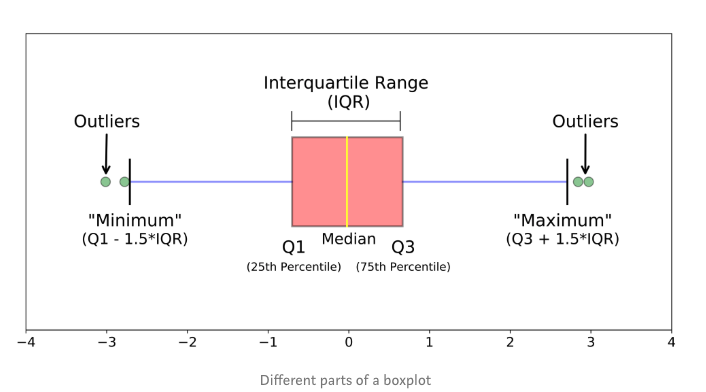 Interquartile Range
(IQR)
Outliers
Outliers
"Minimum"
(Q1 - 1.5*IQR)
"Maximum"
(Q3 + 1.5*IQR)
Median
Q1
Q3
(25th Percentile)
(75th Percentile)
−4
−3
−2
−1
0
1
2
3
4
Different parts of a boxplot